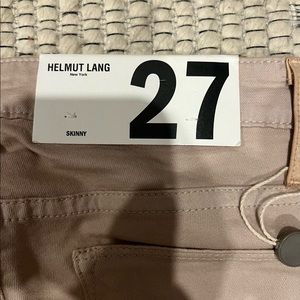 HELMUT LANG
New York
27
SKINNY